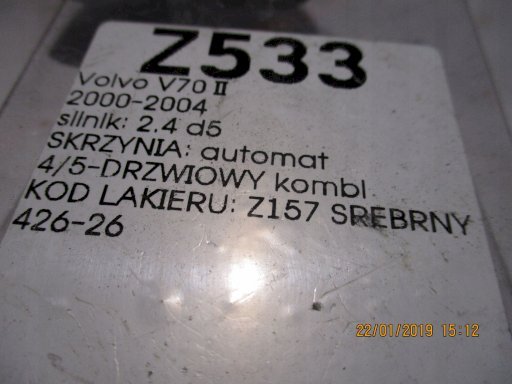 Z533
Volvo V70 II
2000-2004
silnik: 2.4 d5
SKRZYNIA: automat
4/5-DRZWIOWY kombi
KOD LAKIERU: Z157 SREBRNY
426-26
22/01/2019 15:12